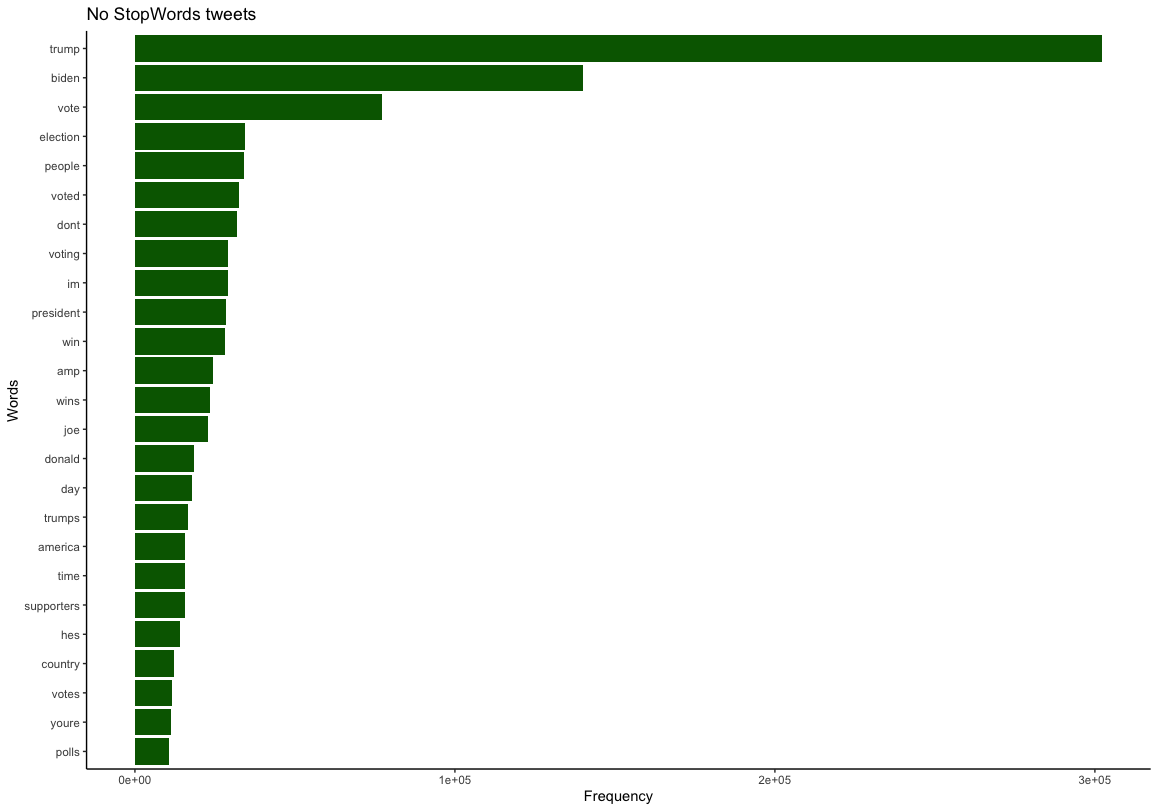 No StopWords tweets
Words
trump
biden
vote
election
people
voted
dont
voting
im
president
win
amp
wins
joe
donald
day
trumps
america
time
supporters
hes
country
votes
youre
polls
0e+00 1e+05 2e+05 3e+05
Frequency